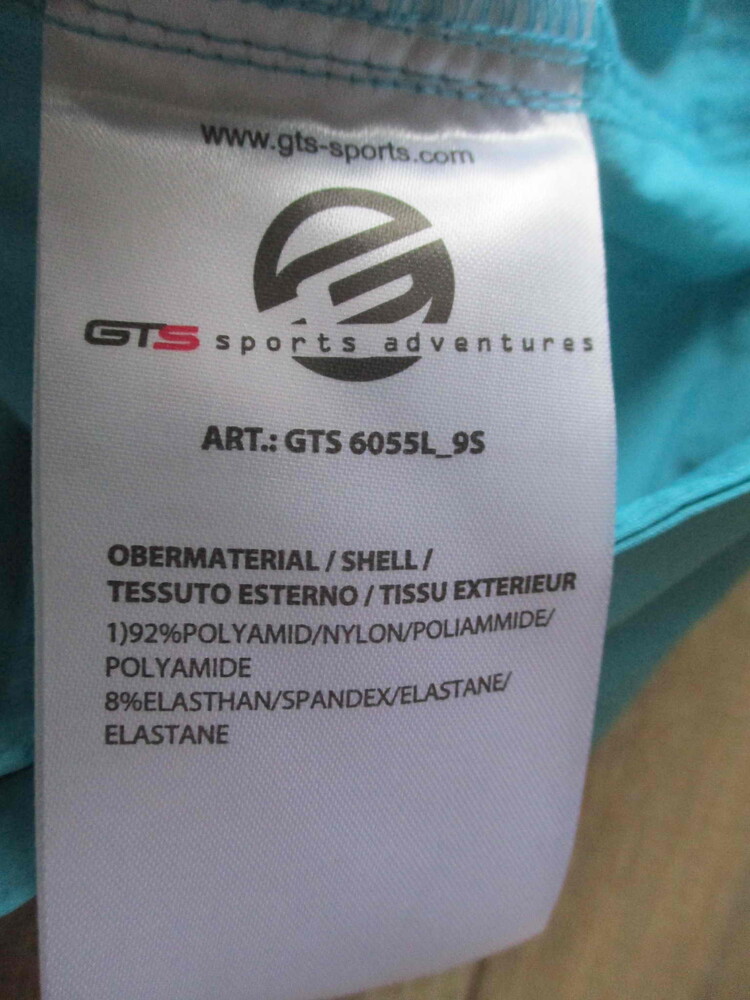 www.gts-sports.com
GTS sports adventures
ART.: GTS 6055L_9S
OBERMATERIAL / SHELL /
TESSUTO ESTERNO / TISSU EXTERIEUR
1)92%POLYAMID/NYLON/POLIAMMIDE/
POLYAMIDE
8%ELASTHAN/SPANDEX/ELASTANE/
ELASTANE